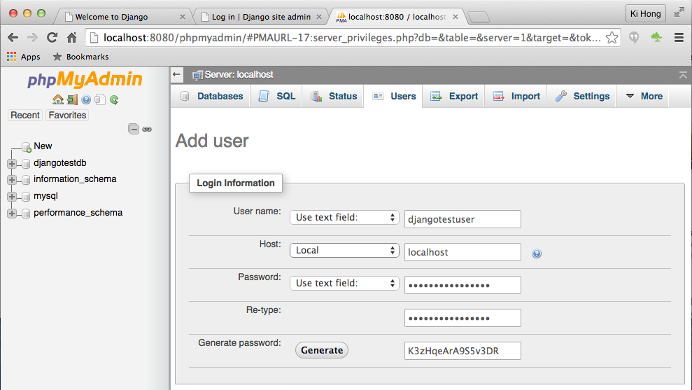 Welcome to Django
Log in | Django site admin
localhost:8080 / localhos
Ki Hong
localhost:8080/phpmyadmin/#PMAURL-17:server_privileges.php?db=&table=&server=1&target=&tok...
Apps
Bookmarks
phpMyAdmin
Recent
Favorites
New
djangotestdb
information_schema
mysql
performance_schema
Server: localhost
Databases
SQL
Status
Users
Export
Import
Settings
More
Add user
Login Information
User name:
Use text field:
djangotestuser
Host:
Local
localhost
Password:
Use text field:
••••••••••••••••
Re-type:
••••••••••••••••
Generate password:
Generate
K3zHqeArA9S5v3DR